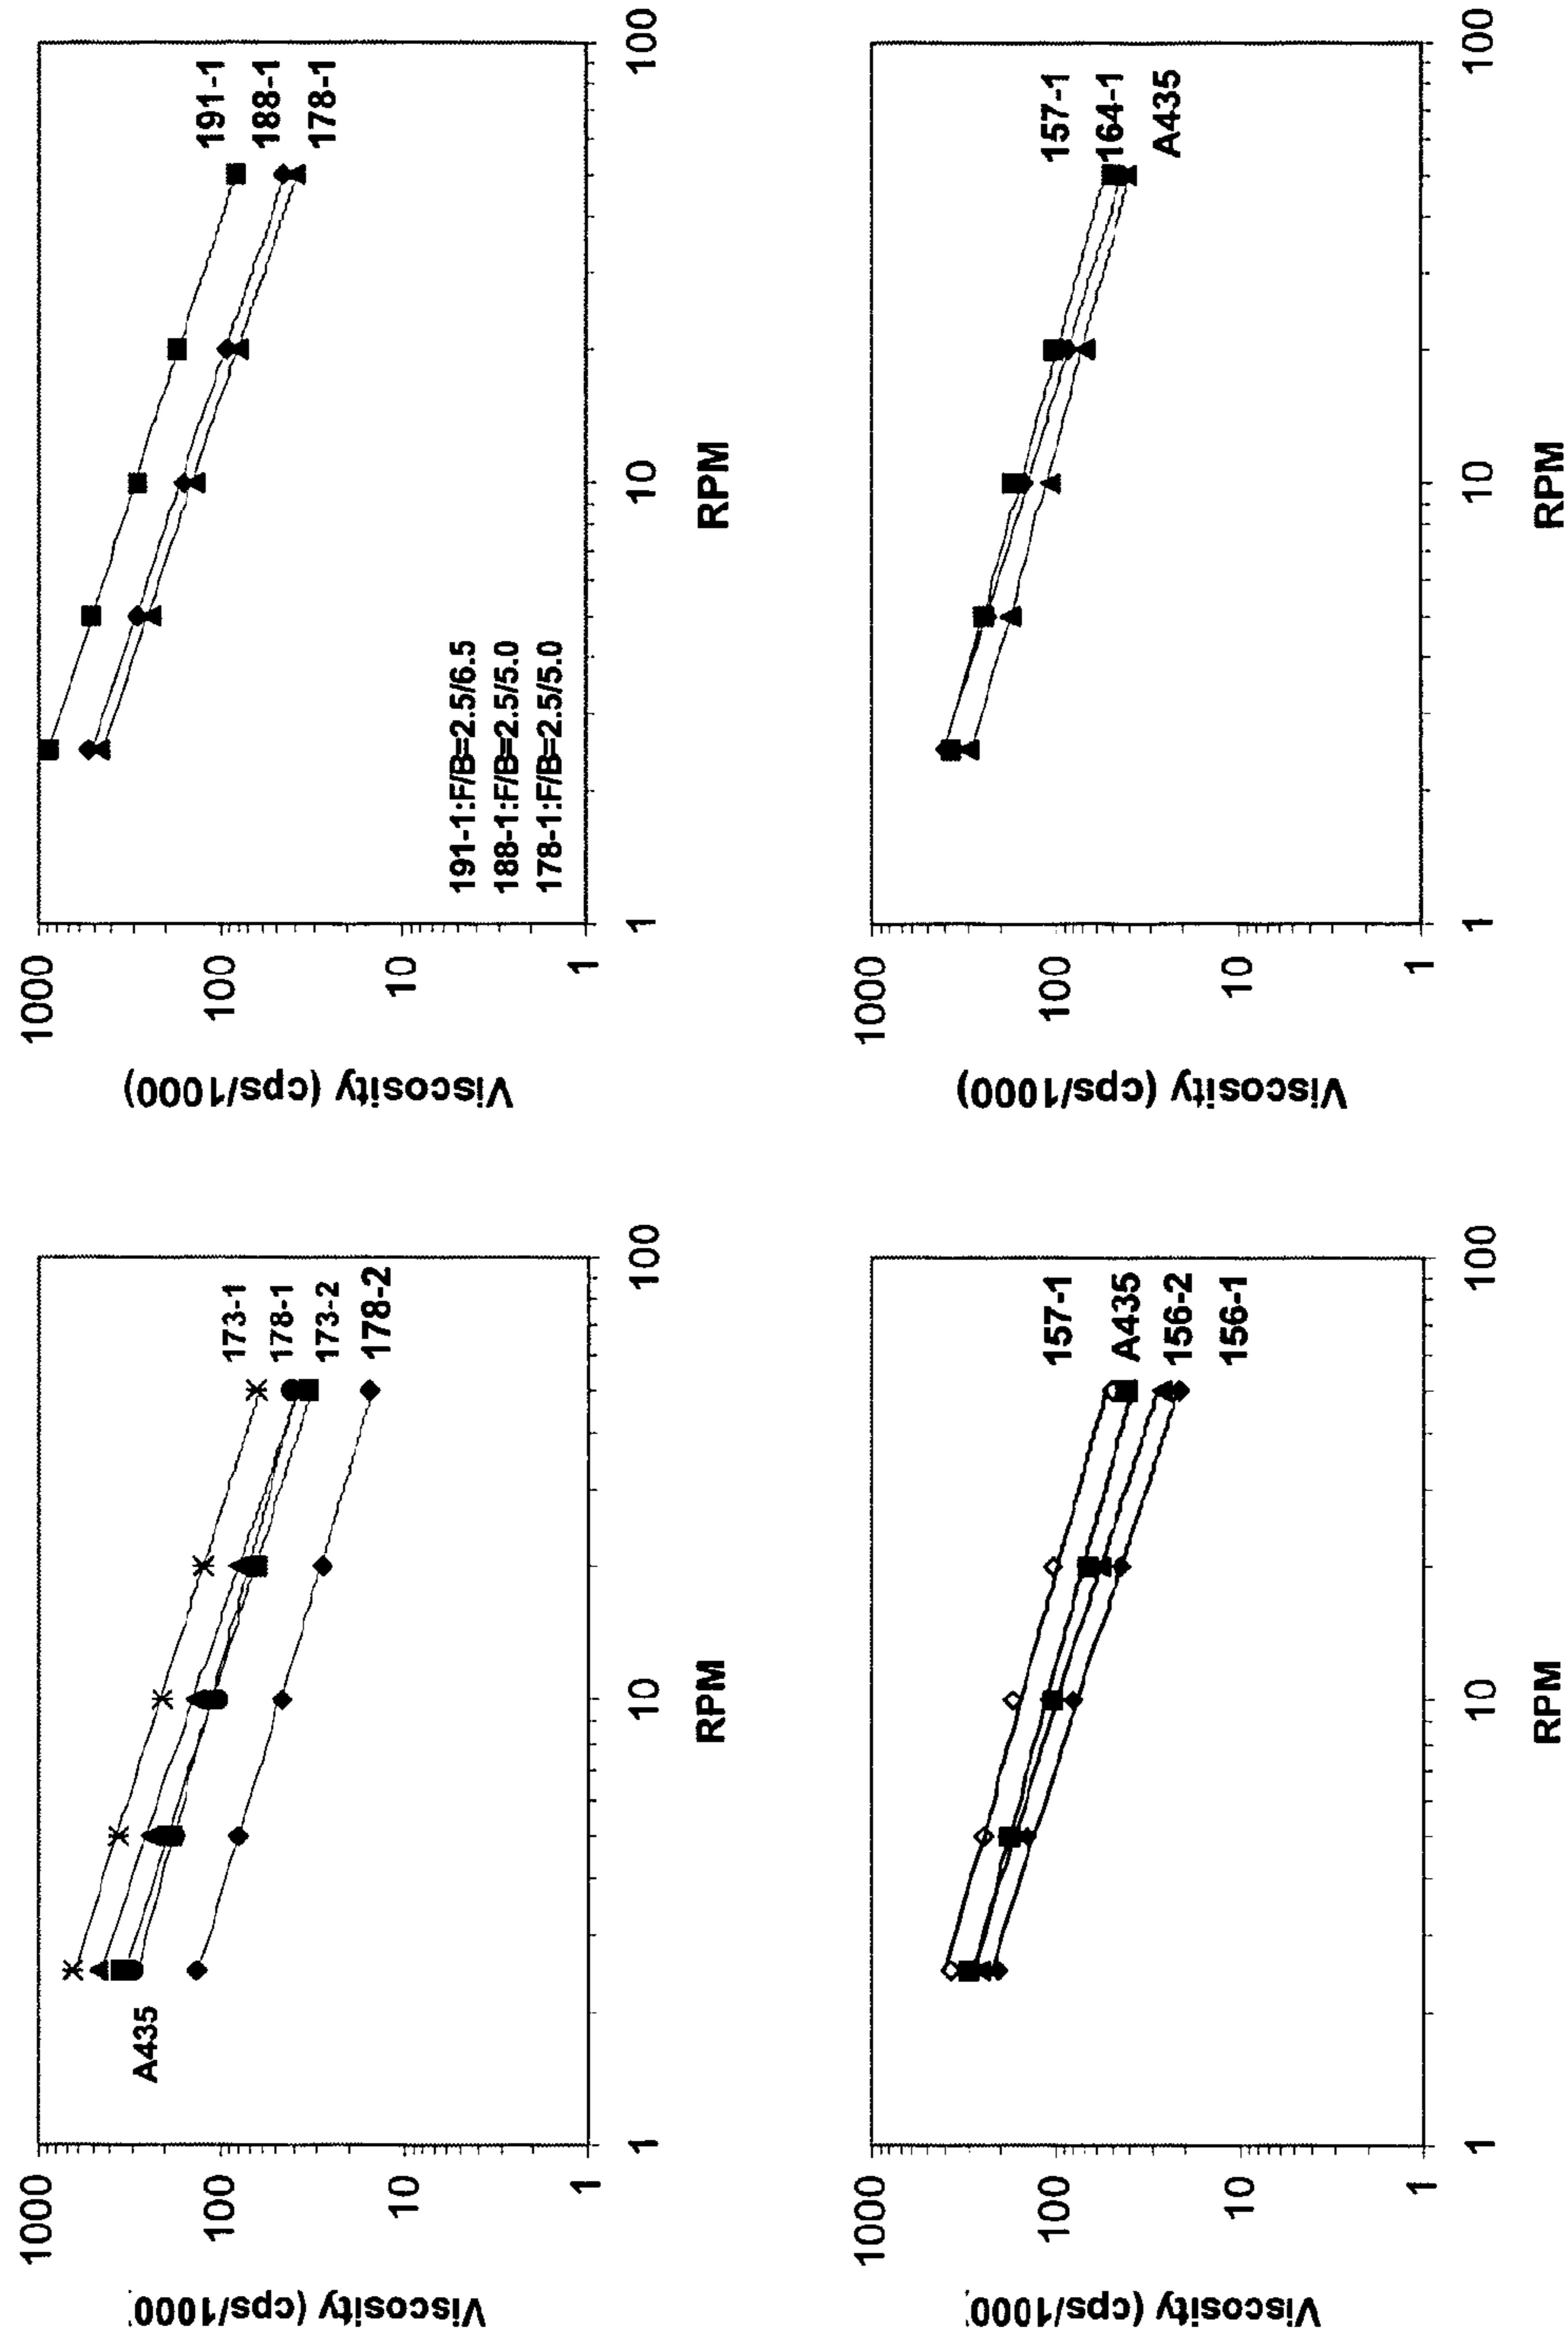 Viscosity (cps/1000
1000
100
10
1
A435
173-1
178-1
173-2
178-2
1
10
100
RPM
Viscosity (cps/1000)
1000
100
10
1
191-1
188-1
178-1
191-1:F/B=2.5/6.5
188-1:F/B=2.5/5.0
178-1:F/B=2.5/5.0
1
10
100
RPM
Viscosity (cps/1000
1000
100
10
1
157-1
A435
156-2
156-1
1
10
100
RPM
Viscosity (cps/1000)
1000
100
10
1
157-1
164-1
A435
1
10
100
RPM